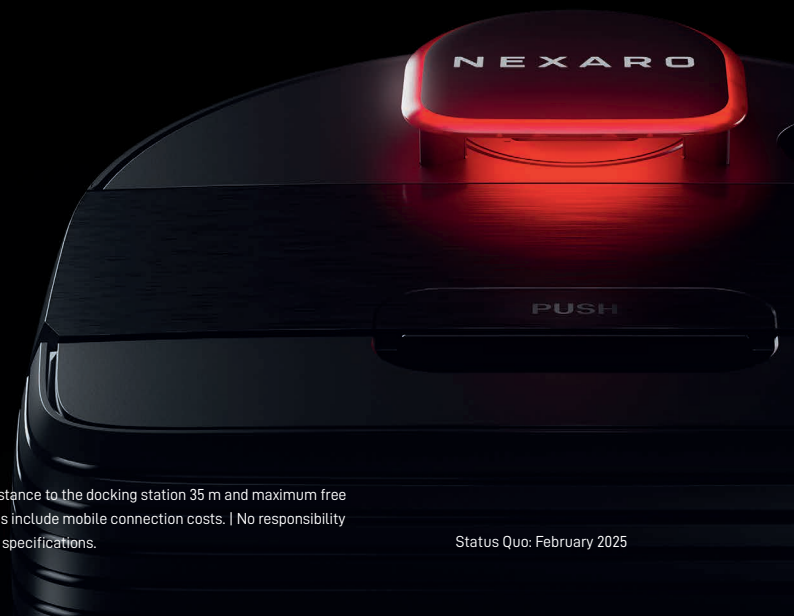 NEXARO
PUSH
stance to the docking station 35 m and maximum free
s include mobile connection costs. | No responsibility
specifications.
Status Quo: February 2025